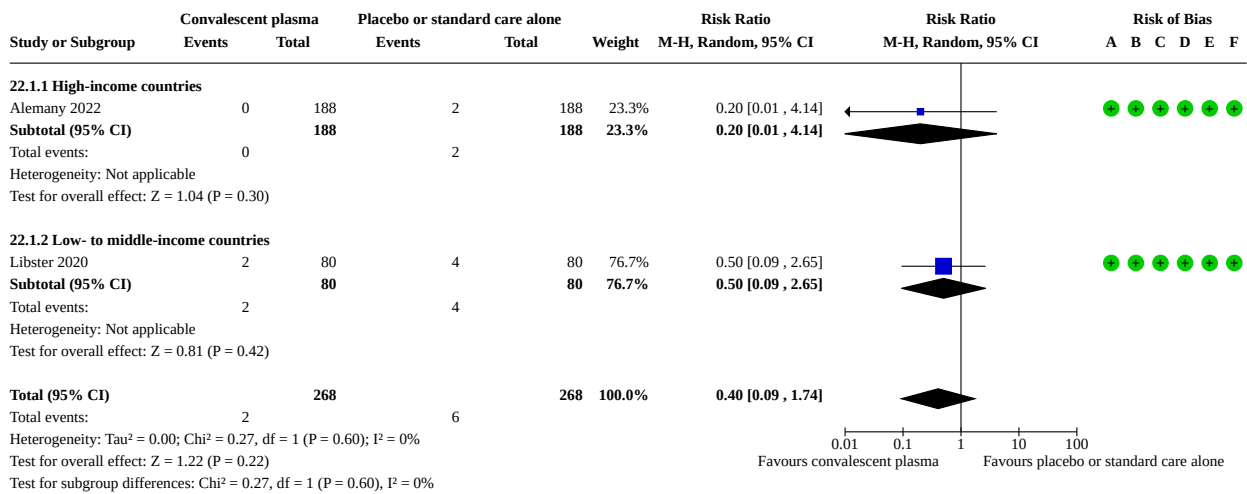 Convalescent plasma Placebo or standard care alone Risk Ratio Risk Ratio Risk of Bias
Study or Subgroup Events Total Events Total Weight M-H, Random, 95% CI M-H, Random, 95% CI A B C D E F
22.1.1 High-income countries
Alemany 2022 0 188 2 188 23.3% 0.20 [0.01 , 4.14] + + + + + +
Subtotal (95% CI) 188 188 23.3% 0.20 [0.01 , 4.14]
Total events: 0 2
Heterogeneity: Not applicable
Test for overall effect: Z = 1.04 (P = 0.30)
22.1.2 Low- to middle-income countries
Libster 2020 2 80 4 80 76.7% 0.50 [0.09 , 2.65] + + + + + +
Subtotal (95% CI) 80 80 76.7% 0.50 [0.09 , 2.65]
Total events: 2 4
Heterogeneity: Not applicable
Test for overall effect: Z = 0.81 (P = 0.42)
Total (95% CI) 268 268 100.0% 0.40 [0.09 , 1.74]
Total events: 2 6
Heterogeneity: Tau² = 0.00; Chi² = 0.27, df = 1 (P = 0.60); I² = 0%
0.01 0.1 1 10 100
Test for overall effect: Z = 1.22 (P = 0.22)
Favours convalescent plasma Favours placebo or standard care alone
Test for subgroup differences: Chi² = 0.27, df = 1 (P = 0.60), I² = 0%